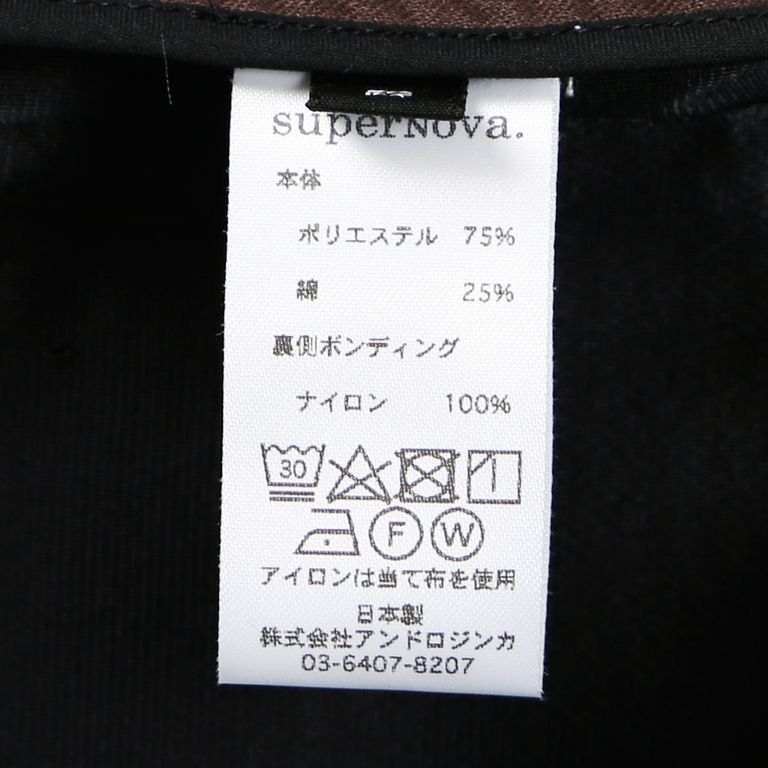 superNova.
本体
ポリエステル 75%
綿 25%
裏側ボンディング
ナイロン 100%
30
F W
アイロンは当て布を使用
日本製
株式会社アンドロジンカ
03-6407-8207